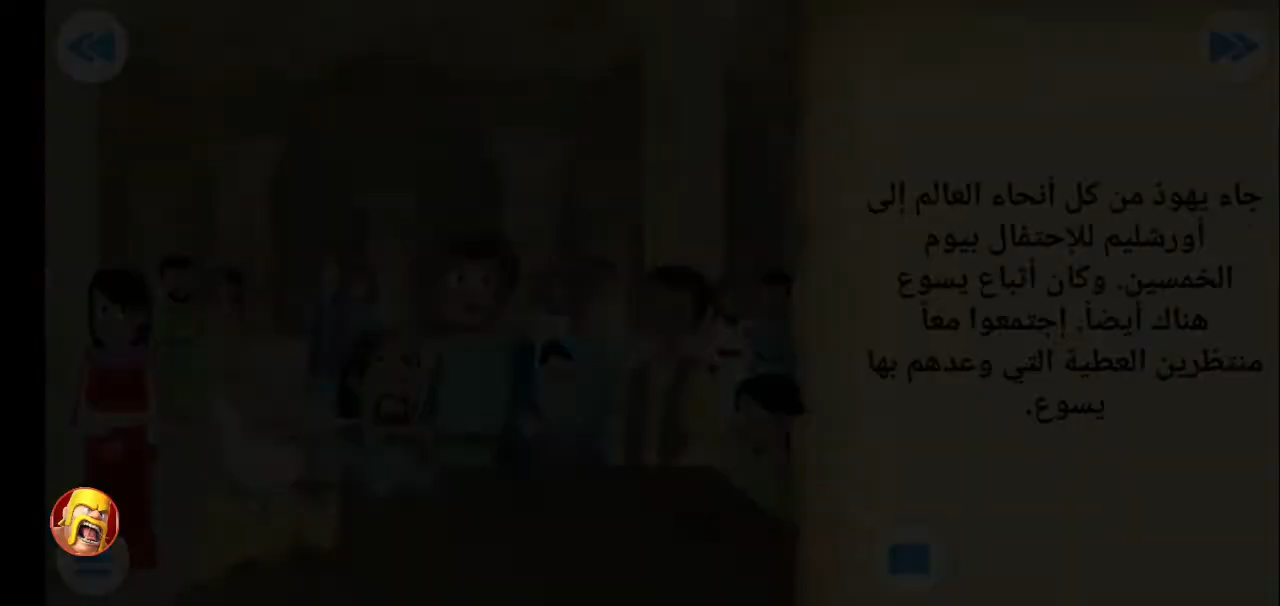 جاء يهودٌ من كل أنحاء العالم إلى
أورشليم للإحتفال بيوم
الخمسين. وكان أتباع يسوع
هناك أيضاً. إجتمعوا معاً
منتظرين العطية التي وعدهم بها
يسوع.